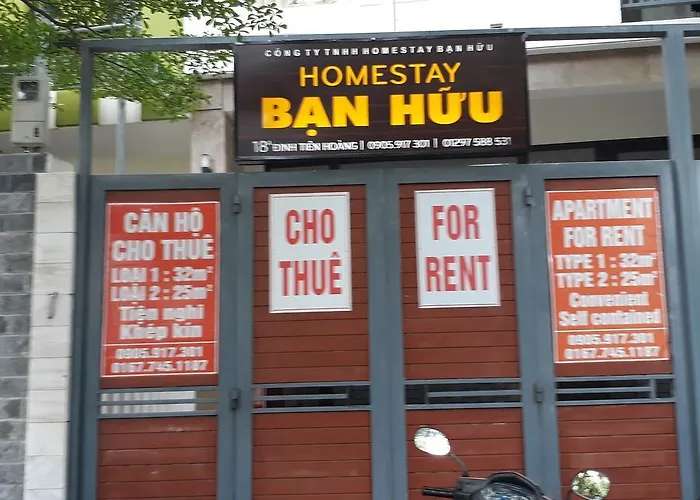 CÔNG TY TNHH HOMESTAY BẠN HỮU
HOMESTAY
BẠN HỮU
18 ĐINH TIÊN HOÀNG | 0905.917 301 | 01297 588 531
CĂN HỘ
CHO THUÊ
LOẠI 1 : 32m²
LOẠI 2 : 25m²
Tiện nghi
Khép kín
0905.917.301
0167.745.1187
CHO
THUÊ
FOR
RENT
APARTMENT
FOR RENT
TYPE 1 : 32m²
TYPE 2 : 25m²
Convenient
Self contained
0905.917.301
0167.745.1187